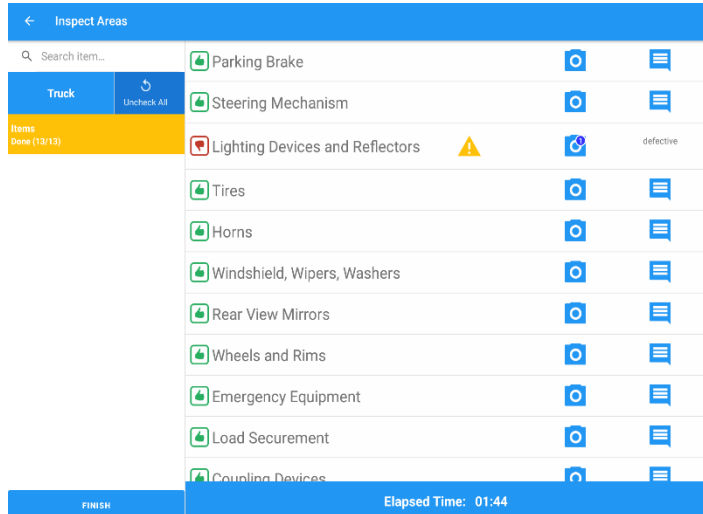 Inspect Areas
Search item...
Truck
Uncheck All
Items
Done (13/13)
Parking Brake
Steering Mechanism
Lighting Devices and Reflectors
1
defective
Tires
Horns
Windshield, Wipers, Washers
Rear View Mirrors
Wheels and Rims
Emergency Equipment
Load Securement
Coupling Devices
FINISH
Elapsed Time: 01:44